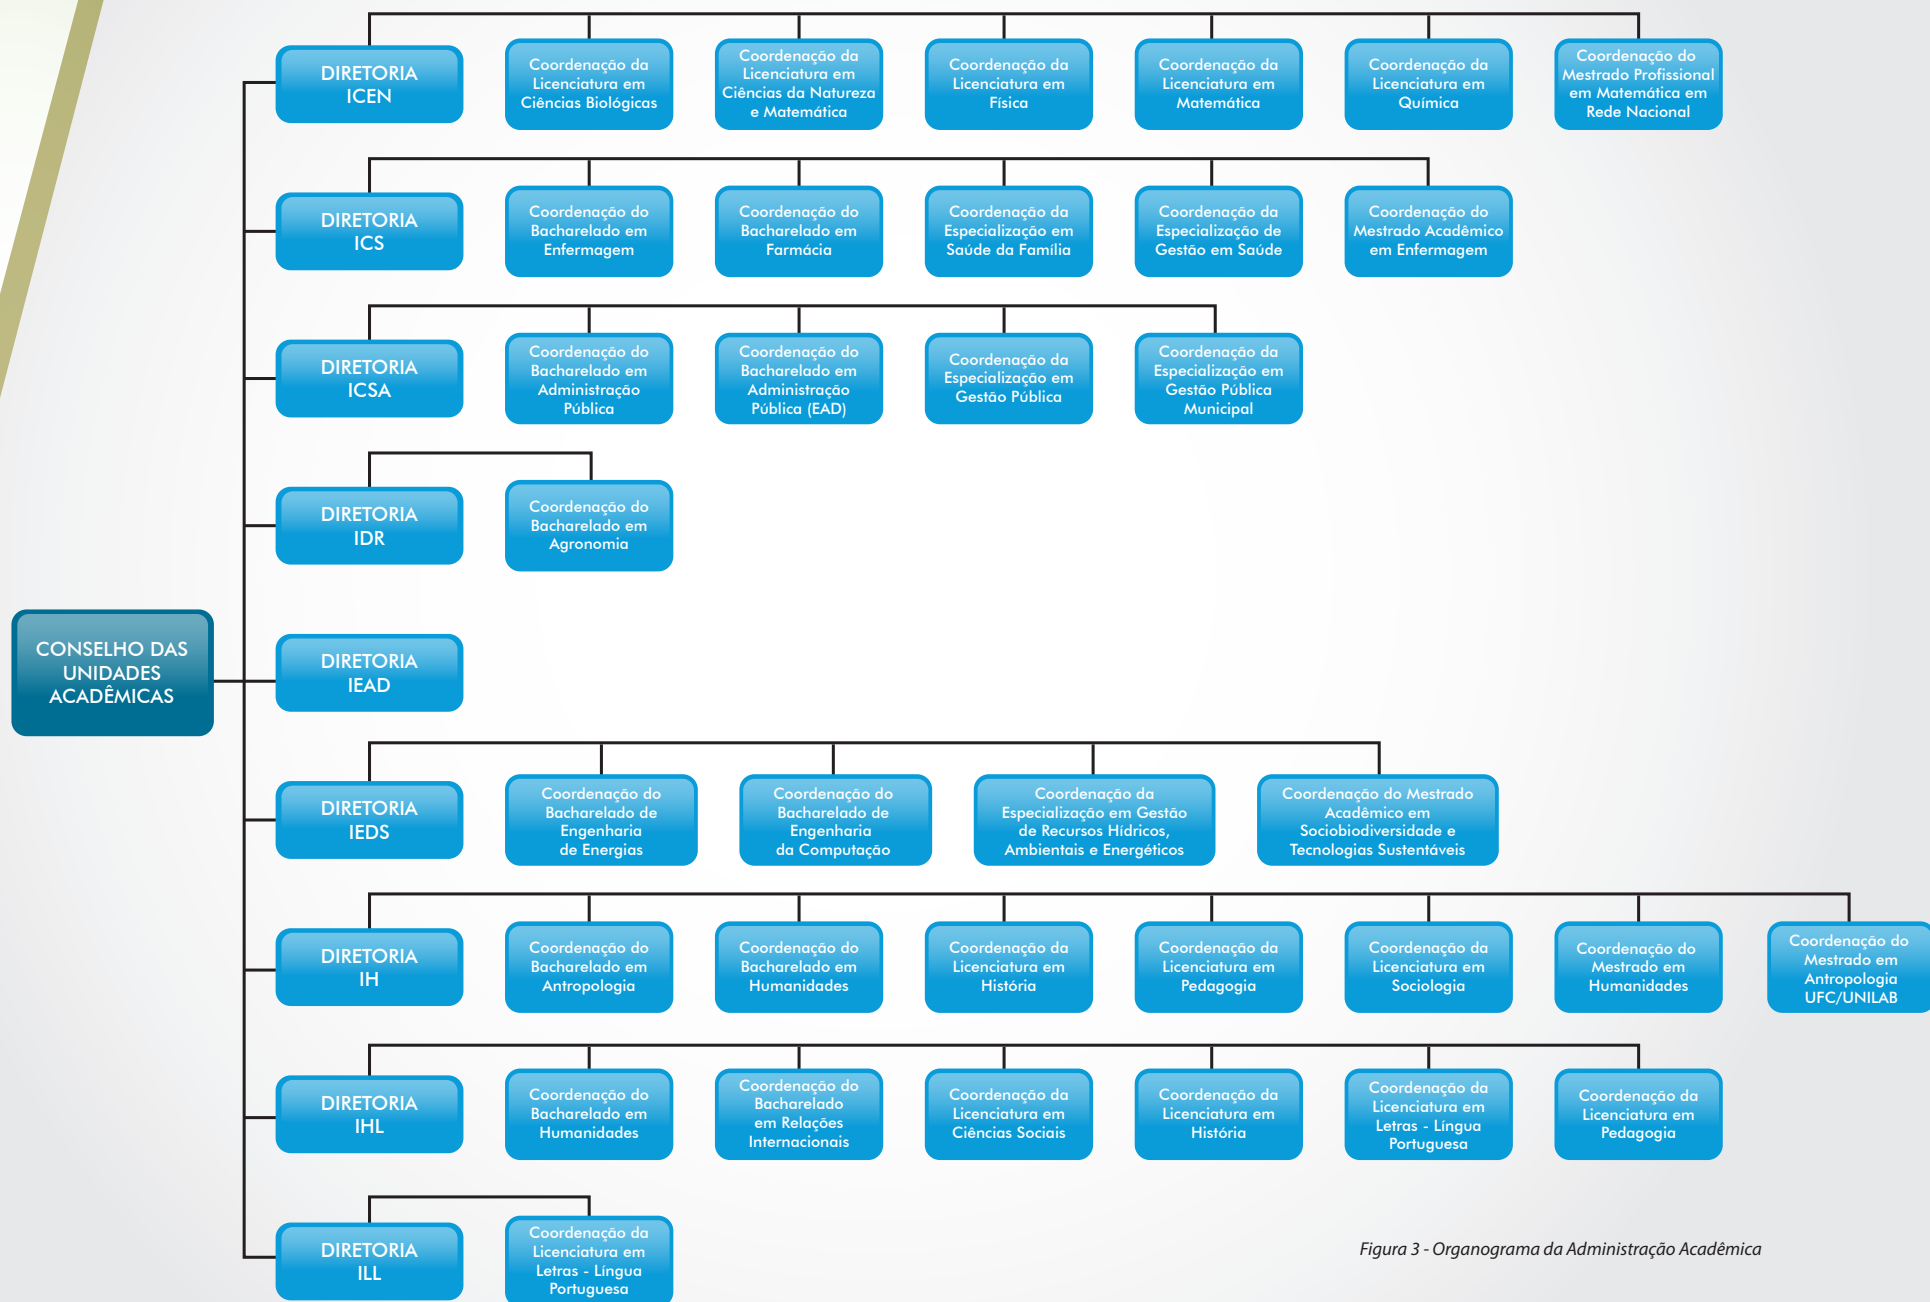 DIRETORIA
ICEN
Coordenação da
Licenciatura em
Ciências Biológicas
Coordenação da
Licenciatura em
Ciências da Natureza
e Matemática
Coordenação da
Licenciatura em
Física
Coordenação da
Licenciatura em
Matemática
Coordenação da
Licenciatura em
Química
Coordenação do
Mestrado Profissional
em Matemática em
Rede Nacional
DIRETORIA
ICS
Coordenação do
Bacharelado em
Enfermagem
Coordenação do
Bacharelado em
Farmácia
Coordenação da
Especialização em
Saúde da Família
Coordenação da
Especialização de
Gestão em Saúde
Coordenação do
Mestrado Acadêmico
em Enfermagem
DIRETORIA
ICSA
Coordenação do
Bacharelado em
Administração
Pública
Coordenação do
Bacharelado em
Administração
Pública (EAD)
Coordenação da
Especialização em
Gestão Pública
Coordenação da
Especialização em
Gestão Pública
Municipal
DIRETORIA
IDR
Coordenação do
Bacharelado em
Agronomia
CONSELHO DAS
UNIDADES
ACADÊMICAS
DIRETORIA
IEAD
DIRETORIA
IEDS
Coordenação do
Bacharelado de
Engenharia
de Energias
Coordenação do
Bacharelado de
Engenharia
da Computação
Coordenação da
Especialização em Gestão
de Recursos Hídricos,
Ambientais e Energéticos
Coordenação do Mestrado
Acadêmico em
Sociobiodiversidade e
Tecnologias Sustentáveis
DIRETORIA
IH
Coordenação do
Bacharelado em
Antropologia
Coordenação do
Bacharelado em
Humanidades
Coordenação da
Licenciatura em
História
Coordenação da
Licenciatura em
Pedagogia
Coordenação da
Licenciatura em
Sociologia
Coordenação do
Mestrado em
Humanidades
Coordenação do
Mestrado em
Antropologia
UFC/UNILAB
DIRETORIA
IHL
Coordenação do
Bacharelado em
Humanidades
Coordenação do
Bacharelado
em Relações
Internacionais
Coordenação da
Licenciatura em
Ciências Sociais
Coordenação da
Licenciatura em
História
Coordenação da
Licenciatura em
Letras - Língua
Portuguesa
Coordenação da
Licenciatura em
Pedagogia
DIRETORIA
ILL
Coordenação da
Licenciatura em
Letras - Língua
Portuguesa
Figura 3 - Organograma da Administração Acadêmica